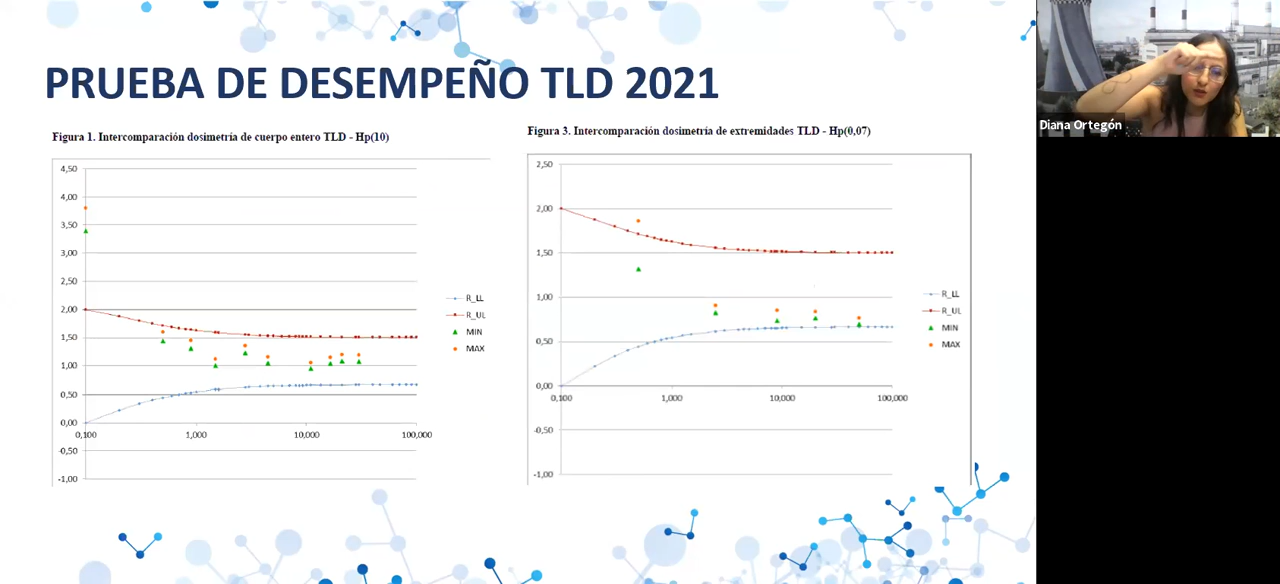 PRUEBA DE DESEMPEÑO TLD 2021
Figura 1. Intercomparación dosimetría de cuerpo entero TLD - Hp(10)
4,50
4,00
3,50
3,00
2,50
2,00
1,50
1,00
0,50
0,00
-0,50
-1,00
0,100
1,000
10,000
100,000
R_LL
R_UL
MIN
MAX
Figura 3. Intercomparación dosimetría de extremidades TLD - Hp(0,07)
2,50
2,00
1,50
1,00
0,50
0,00
-0,50
-1,00
0,100
1,000
10,000
100,000
R_LL
R_UL
MIN
MAX
Diana Ortegón